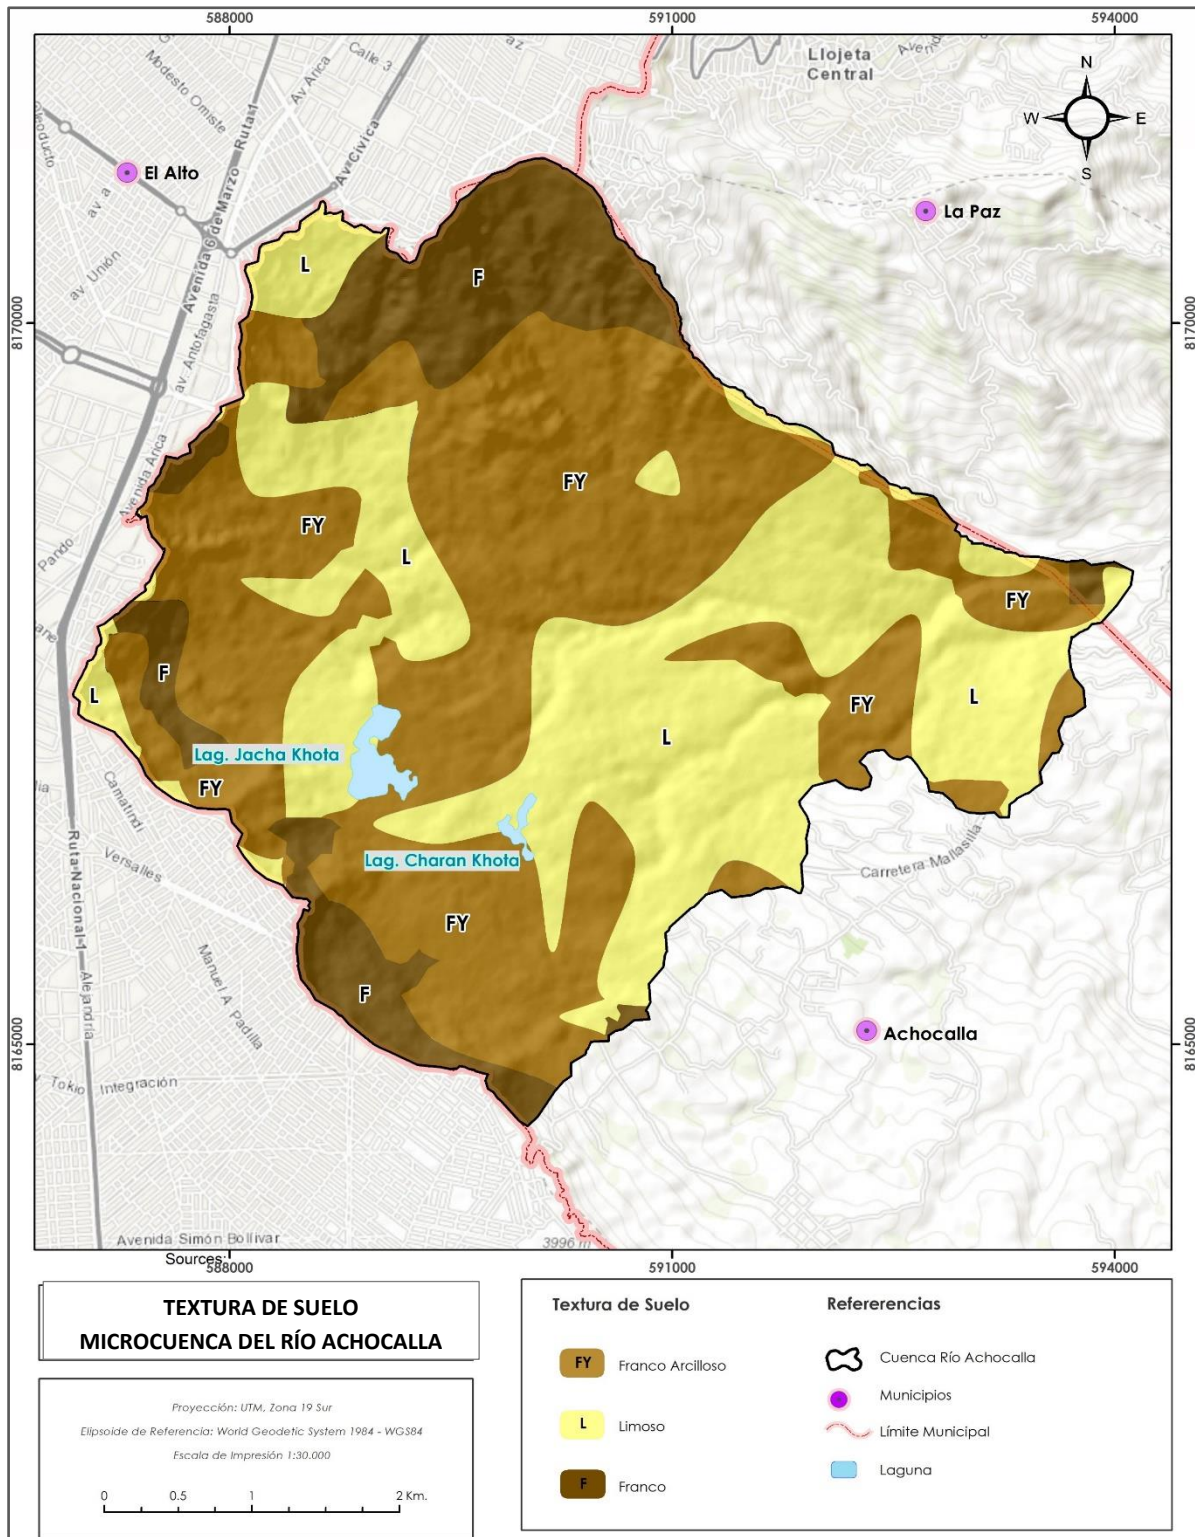 588000
591000
594000
Calle 3
Modesto Omiste
Av Arica
Llojeta
Central
Ruta 1
Av Cívica
N
W
E
S
El Alto
av. a
La Paz
Avenida 6 de Marzo
av. Unión
av. Antofagasta
L
F
8170000
8170000
Avenida Arica
FY
FY
L
Pando
FY
F
L
FY
L
L
Lag. Jacha Khota
FY
Camatindi
Lag. Charan Khota
Versalles
Carretera-Mallasilla
Ruta-Nacional-1
FY
Manuel A Padilla
F
Alejandría
Achocalla
8165000
8165000
Tokio
Integración
Avenida Simón Bolívar
3996 m
Sources:
588000
591000
594000
TEXTURA DE SUELO
MICROCUENCA DEL RÍO ACHOCALLA
Proyección: UTM, Zona 19 Sur
Elipsoide de Referencia: World Geodetic System 1984 - WGS84
Escala de Impresión 1:30.000
0 0.5 1 2 Km.
Textura de Suelo
FY Franco Arcilloso
L Limoso
F Franco
Refererencias
Cuenca Río Achocalla
Municipios
Límite Municipal
Laguna